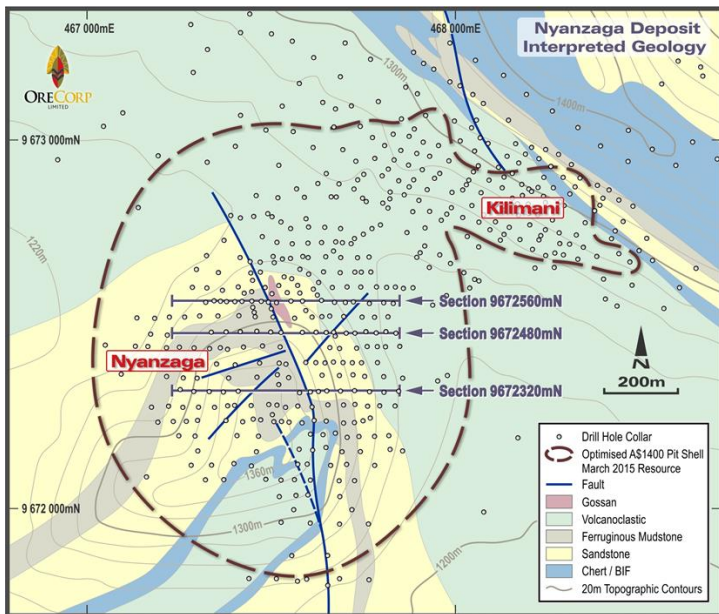 467 000mE
468 000mE
Nyanzaga Deposit
Interpreted Geology
ORECORP
LIMITED
1300m
1400m
9 673 000mN
Kilimani
1220m
Section 9672560mN
Section 9672480mN
Nyanzaga
Section 9672320mN
N
200m
1360m
9 672 000mN
1300m
1200m
Drill Hole Collar
Optimised A$1400 Pit Shell
March 2015 Resource
Fault
Gossan
Volcanoclastic
Ferruginous Mudstone
Sandstone
Chert / BIF
20m Topographic Contours